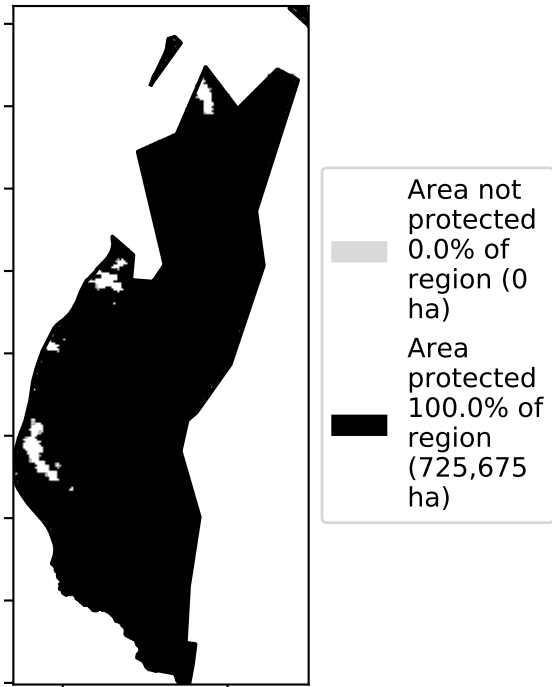 Area not
protected
0.0% of
region (0
ha)
Area
protected
100.0% of
region
(725,675
ha)